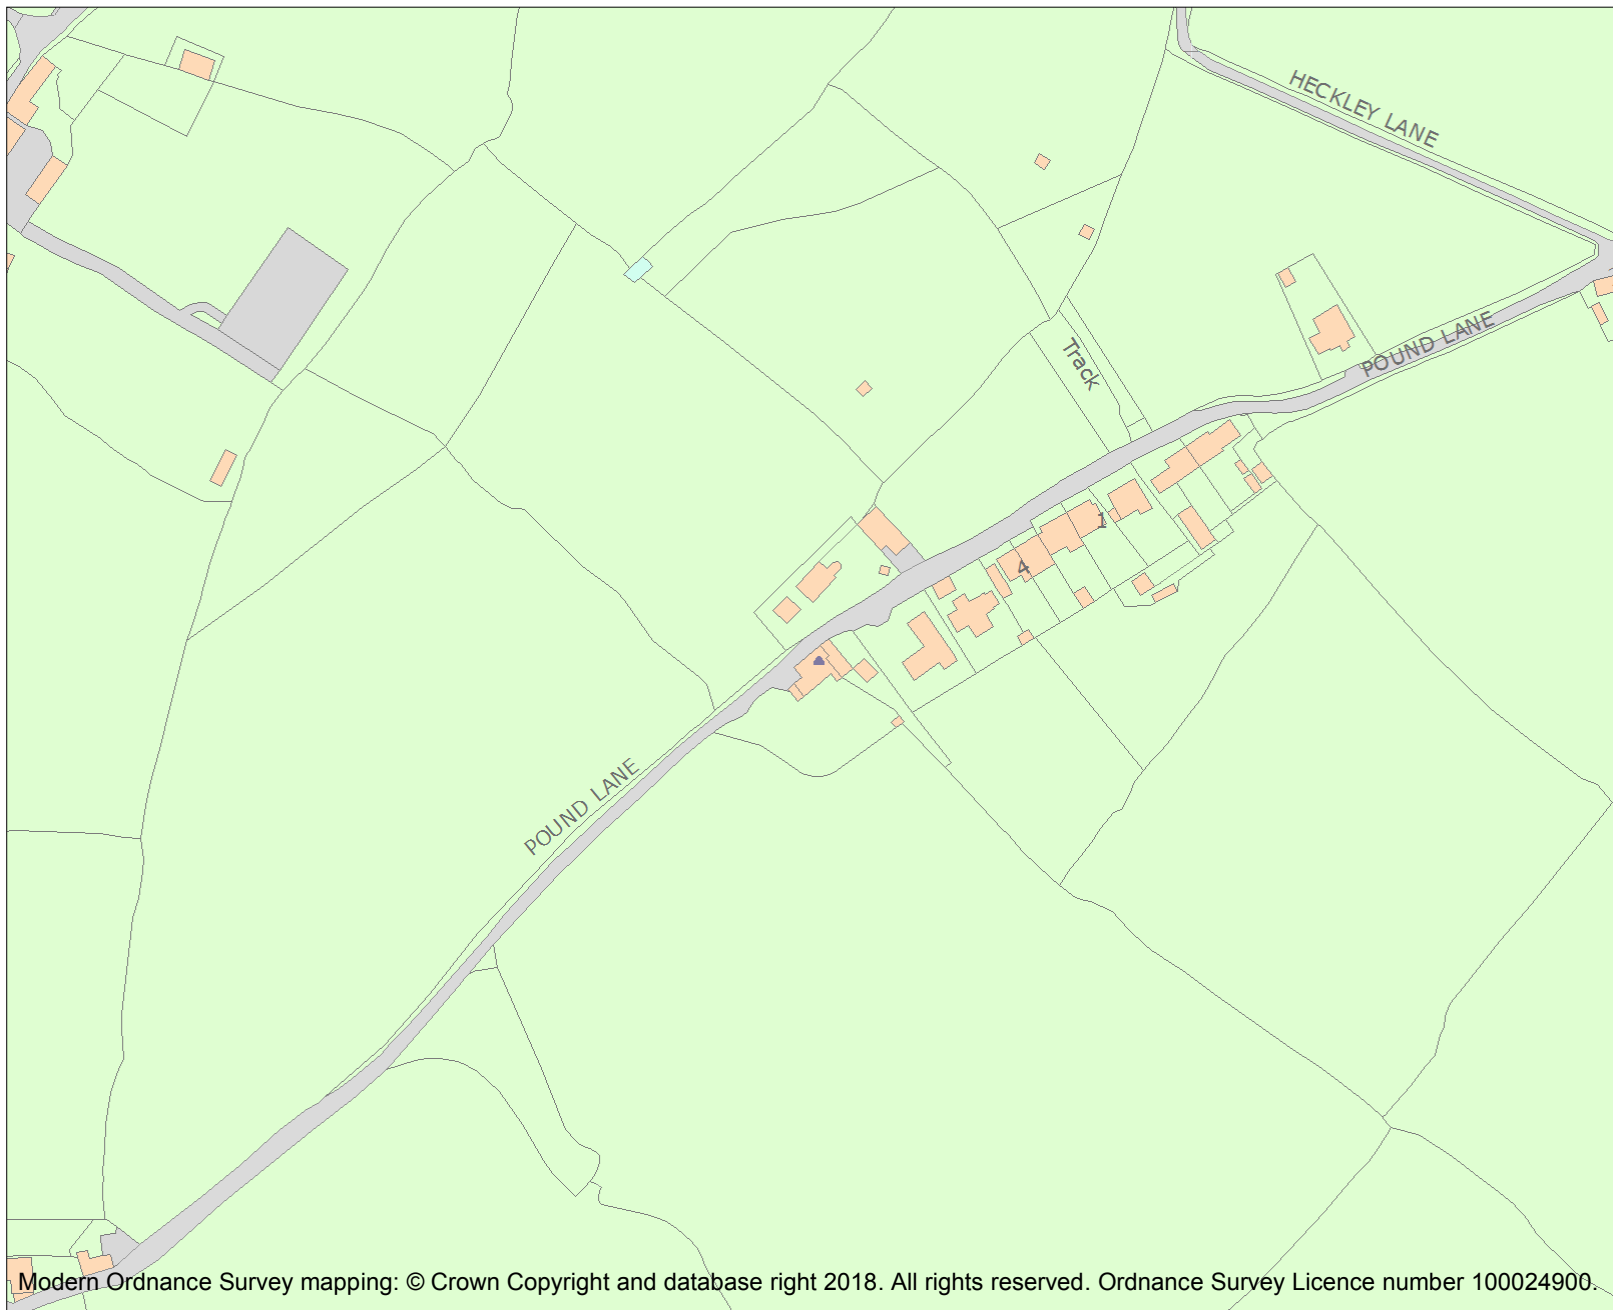 HECKLEY LANE
POUND LANE
Track
1
4
POUND LANE
Modern Ordnance Survey mapping: © Crown Copyright and database right 2018. All rights reserved. Ordnance Survey Licence number 100024900.